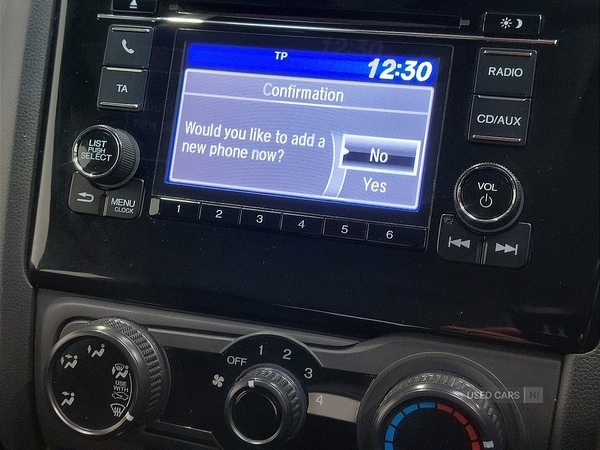 TP
12:30
Confirmation
Would you like to add a
new phone now?
No
Yes
TA
RADIO
CD/AUX
LIST
PUSH
SELECT
MENU
CLOCK
VOL
1 2 3 4 5 6
OFF 1 2 3 4
USE
WITH
USED CARS NI